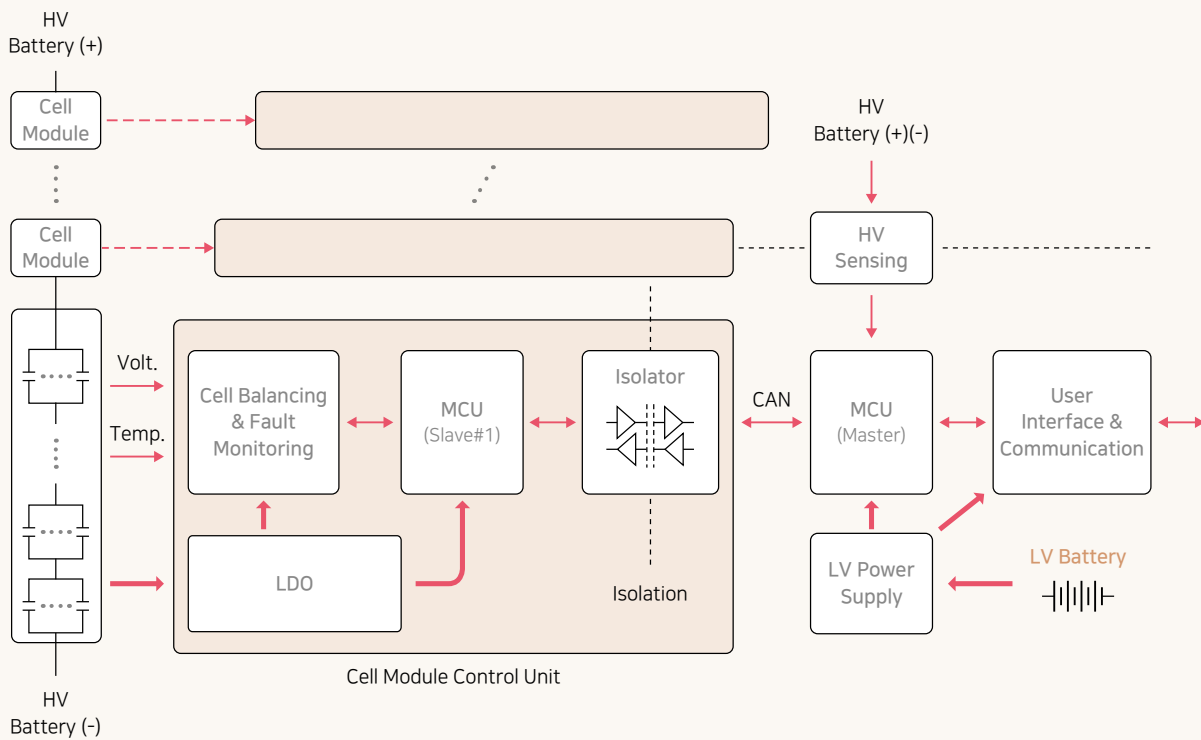 HV
Battery (+)
Cell
Module
HV
Battery (+)(-)
Cell
Module
HV
Sensing
Volt.
Temp.
Cell Balancing
& Fault
Monitoring
MCU
(Slave#1)
Isolator
CAN
MCU
(Master)
User
Interface &
Communication
LDO
Isolation
LV Power
Supply
LV Battery
Cell Module Control Unit
HV
Battery (-)